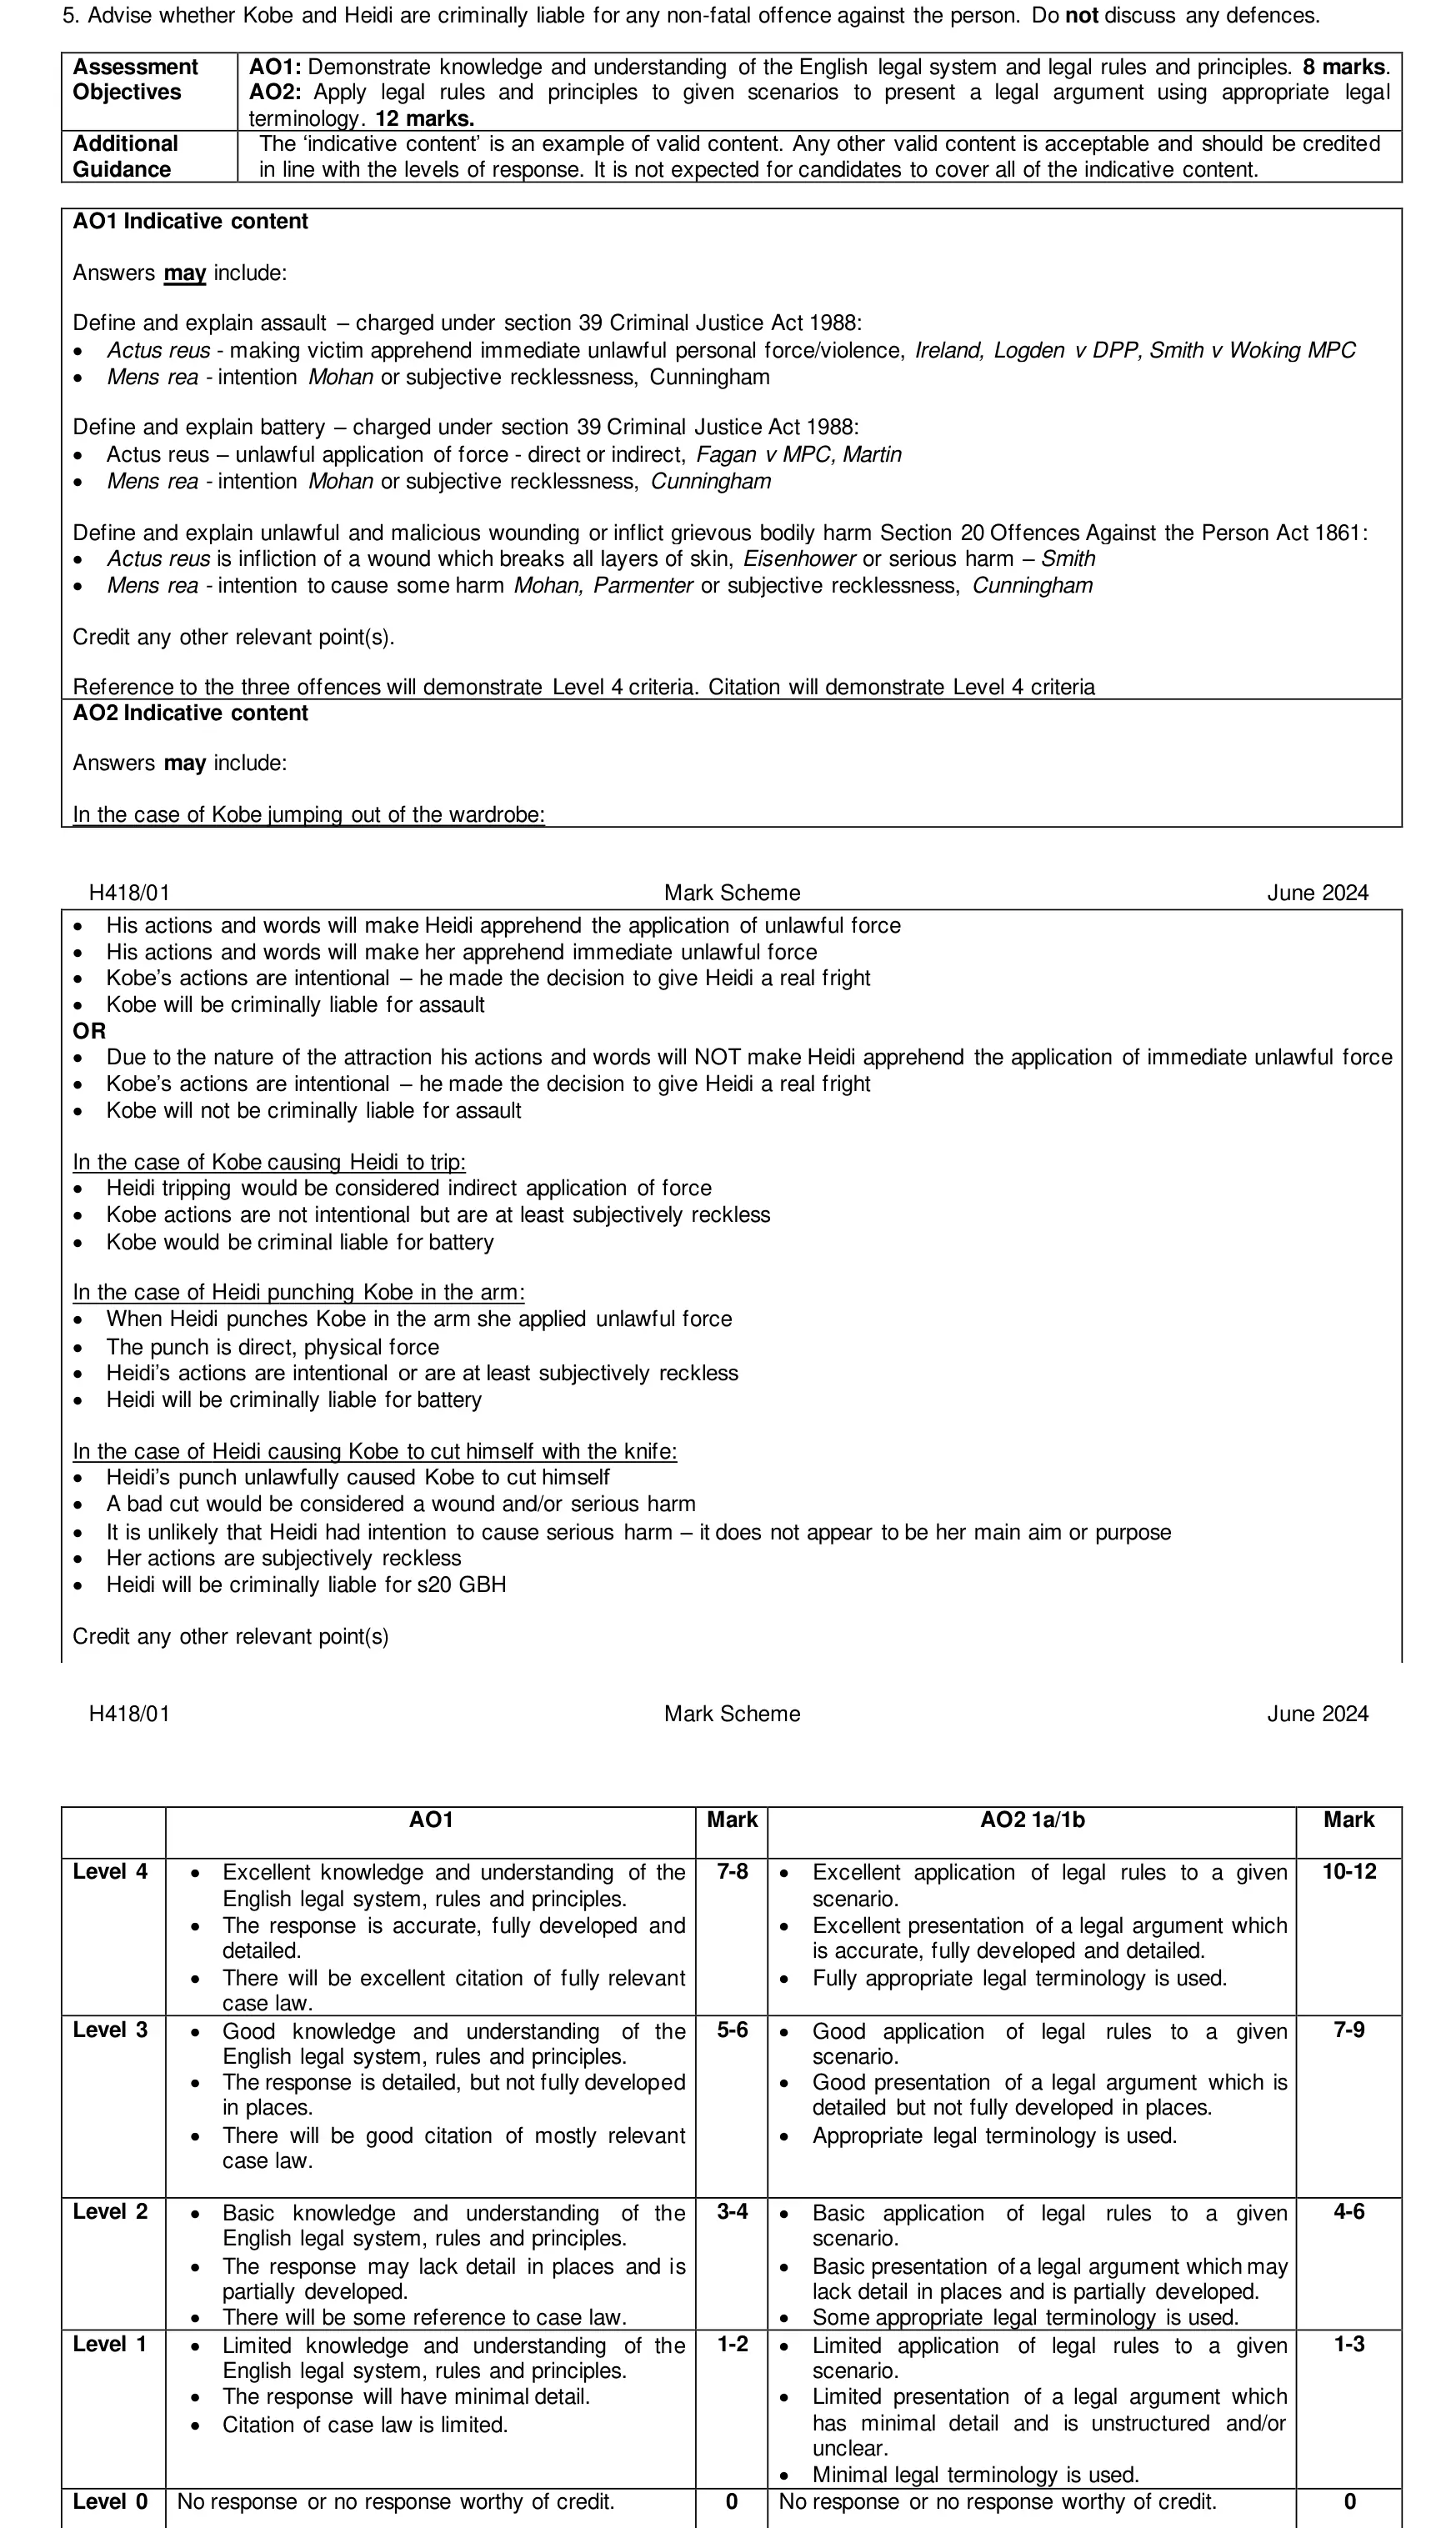 5. Advise whether Kobe and Heidi are criminally liable for any non-fatal offence against the person. Do not discuss any defences.
Assessment Objectives
AO1: Demonstrate knowledge and understanding of the English legal system and legal rules and principles. 8 marks.
AO2: Apply legal rules and principles to given scenarios to present a legal argument using appropriate legal
terminology. 12 marks.
Additional Guidance
The ‘indicative content’ is an example of valid content. Any other valid content is acceptable and should be credited
in line with the levels of response. It is not expected for candidates to cover all of the indicative content.
AO1 Indicative content
Answers may include:
Define and explain assault – charged under section 39 Criminal Justice Act 1988:
• Actus reus - making victim apprehend immediate unlawful personal force/violence, Ireland, Logden v DPP, Smith v Woking MPC
• Mens rea - intention Mohan or subjective recklessness, Cunningham
Define and explain battery – charged under section 39 Criminal Justice Act 1988:
• Actus reus – unlawful application of force - direct or indirect, Fagan v MPC, Martin
• Mens rea - intention Mohan or subjective recklessness, Cunningham
Define and explain unlawful and malicious wounding or inflict grievous bodily harm Section 20 Offences Against the Person Act 1861:
• Actus reus is infliction of a wound which breaks all layers of skin, Eisenhower or serious harm – Smith
• Mens rea - intention to cause some harm Mohan, Parmenter or subjective recklessness, Cunningham
Credit any other relevant point(s).
Reference to the three offences will demonstrate Level 4 criteria. Citation will demonstrate Level 4 criteria
AO2 Indicative content
Answers may include:
In the case of Kobe jumping out of the wardrobe:
H418/01 Mark Scheme June 2024
• His actions and words will make Heidi apprehend the application of unlawful force
• His actions and words will make her apprehend immediate unlawful force
• Kobe’s actions are intentional – he made the decision to give Heidi a real fright
• Kobe will be criminally liable for assault
OR
• Due to the nature of the attraction his actions and words will NOT make Heidi apprehend the application of immediate unlawful force
• Kobe’s actions are intentional – he made the decision to give Heidi a real fright
• Kobe will not be criminally liable for assault
In the case of Kobe causing Heidi to trip:
• Heidi tripping would be considered indirect application of force
• Kobe actions are not intentional but are at least subjectively reckless
• Kobe would be criminal liable for battery
In the case of Heidi punching Kobe in the arm:
• When Heidi punches Kobe in the arm she applied unlawful force
• The punch is direct, physical force
• Heidi’s actions are intentional or are at least subjectively reckless
• Heidi will be criminally liable for battery
In the case of Heidi causing Kobe to cut himself with the knife:
• Heidi’s punch unlawfully caused Kobe to cut himself
• A bad cut would be considered a wound and/or serious harm
• It is unlikely that Heidi had intention to cause serious harm – it does not appear to be her main aim or purpose
• Her actions are subjectively reckless
• Heidi will be criminally liable for s20 GBH
Credit any other relevant point(s)
H418/01 Mark Scheme June 2024
AO1 Mark AO2 1a/1b Mark
Level 4
• Excellent knowledge and understanding of the
English legal system, rules and principles.
• The response is accurate, fully developed and
detailed.
• There will be excellent citation of fully relevant
case law.
7-8
• Excellent application of legal rules to a given
scenario.
• Excellent presentation of a legal argument which
is accurate, fully developed and detailed.
• Fully appropriate legal terminology is used.
10-12
Level 3
• Good knowledge and understanding of the
English legal system, rules and principles.
• The response is detailed, but not fully developed
in places.
• There will be good citation of mostly relevant
case law.
5-6
• Good application of legal rules to a given
scenario.
• Good presentation of a legal argument which is
detailed but not fully developed in places.
• Appropriate legal terminology is used.
7-9
Level 2
• Basic knowledge and understanding of the
English legal system, rules and principles.
• The response may lack detail in places and is
partially developed.
• There will be some reference to case law.
3-4
• Basic application of legal rules to a given
scenario.
• Basic presentation of a legal argument which may
lack detail in places and is partially developed.
• Some appropriate legal terminology is used.
4-6
Level 1
• Limited knowledge and understanding of the
English legal system, rules and principles.
• The response will have minimal detail.
• Citation of case law is limited.
1-2
• Limited application of legal rules to a given
scenario.
• Limited presentation of a legal argument which
has minimal detail and is unstructured and/or
unclear.
• Minimal legal terminology is used.
1-3
Level 0
No response or no response worthy of credit.
0
No response or no response worthy of credit.
0